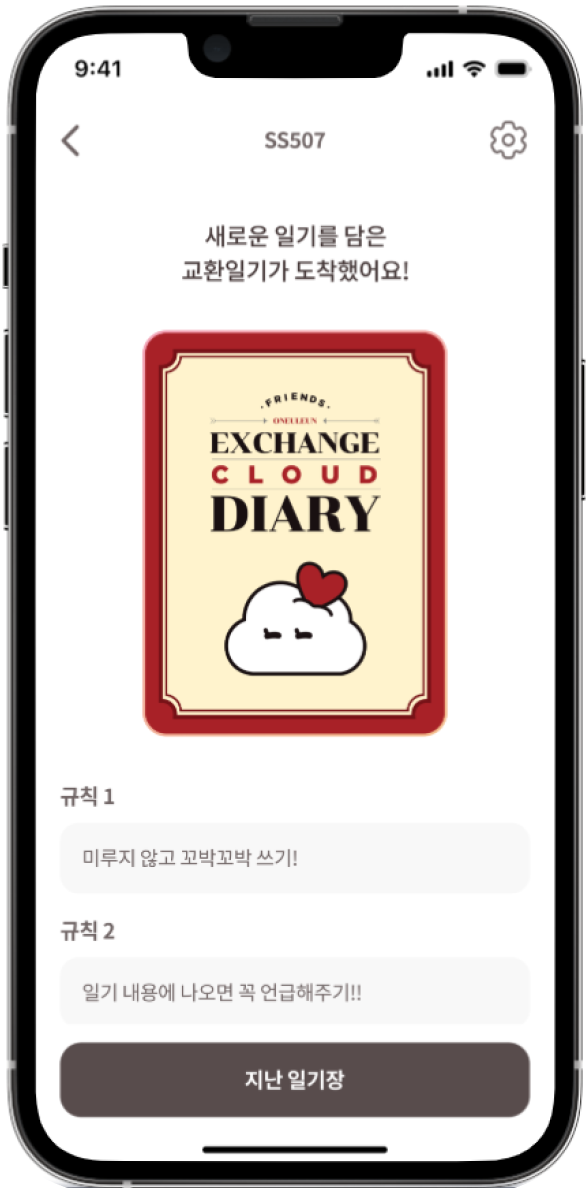 9:41
SS507
새로운 일기를 담은
교환일기가 도착했어요!
·FRIENDS·
ONEULEUN
EXCHANGE
CLOUD
DIARY
규칙 1
미루지 않고 꼬박꼬박 쓰기!
규칙 2
일기 내용에 나오면 꼭 언급해주기!!
지난 일기장